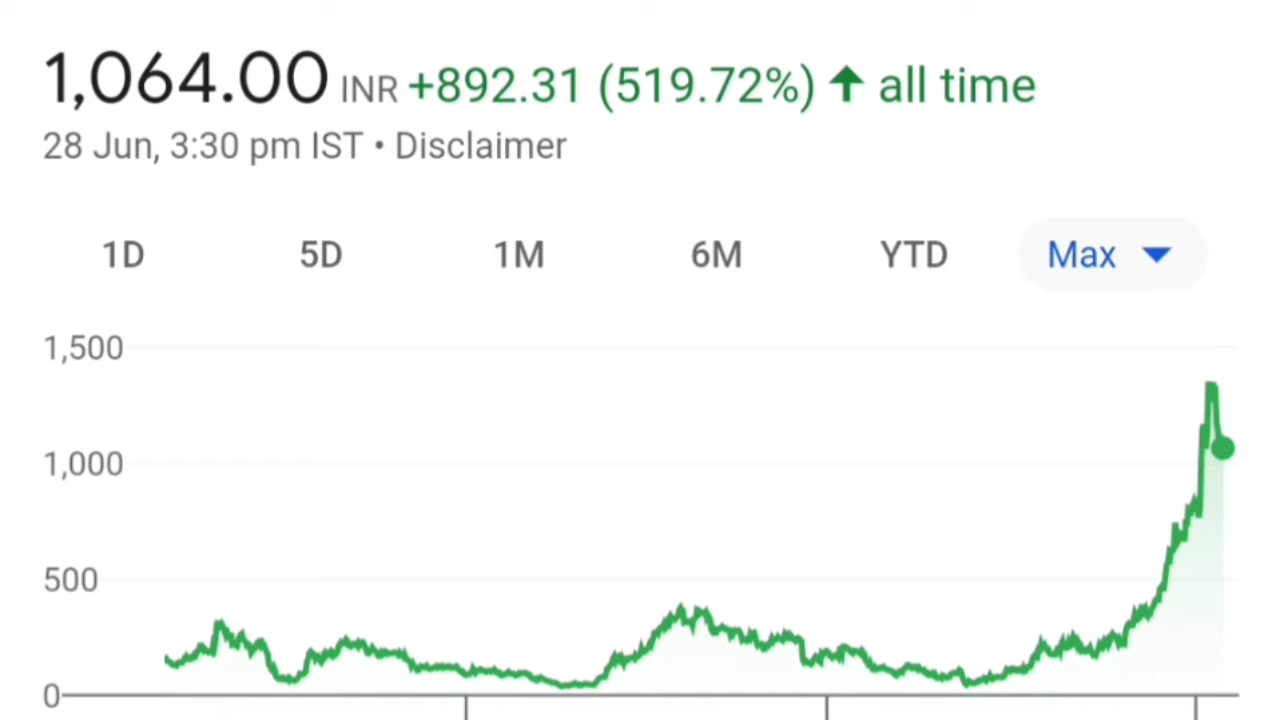 1,064.00 INR +892.31 (519.72%) ↑ all time
28 Jun, 3:30 pm IST • Disclaimer
1D 5D 1M 6M YTD Max
1,500
1,000
500
0